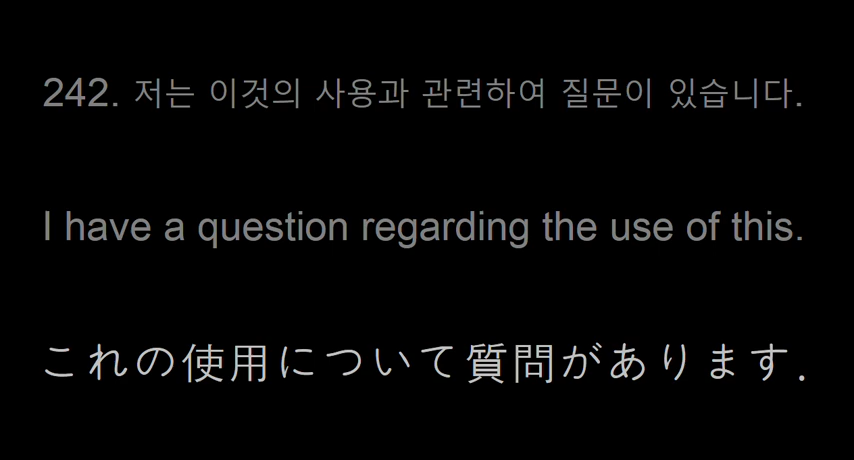 242. 저는 이것의 사용과 관련하여 질문이 있습니다.
I have a question regarding the use of this.
これの使用について質問があります.